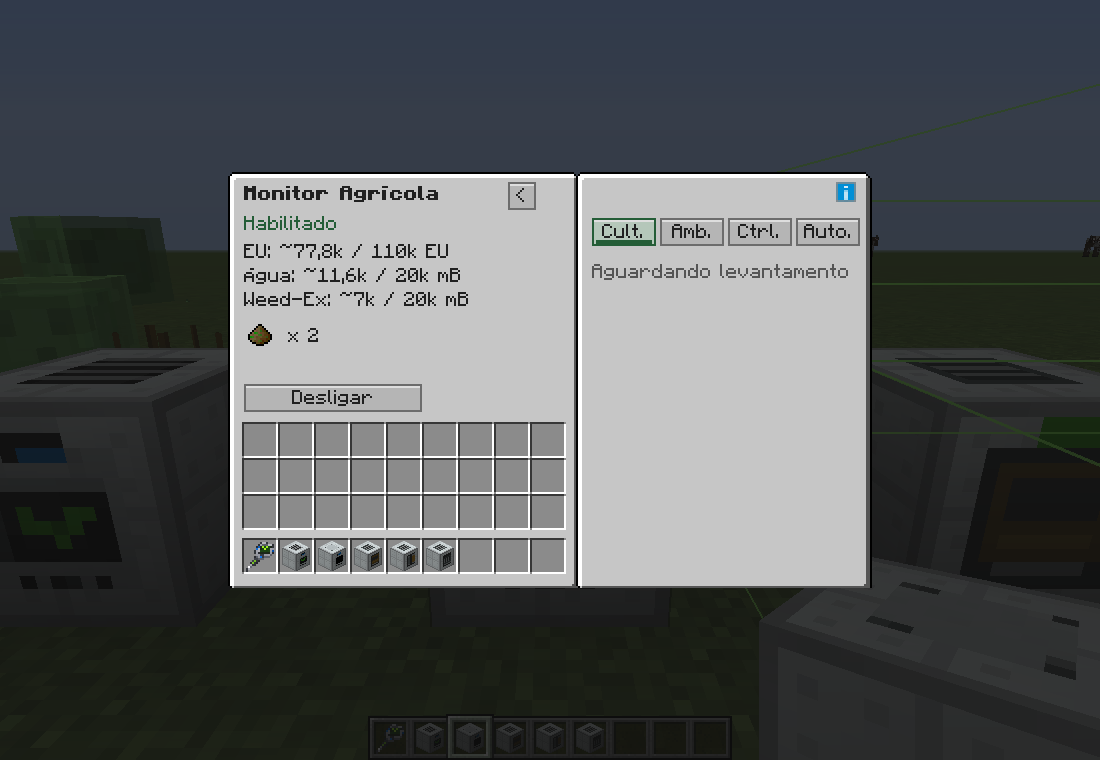 Monitor Agrícola
<
Habilitado
EU: ~77,8k / 110k EU
Água: ~11,6k / 20k mB
Weed-Ex: ~7k / 20k mB
x 2
Desligar
i
Cult. Amb. Ctrl. Auto.
Aguardando levantamento